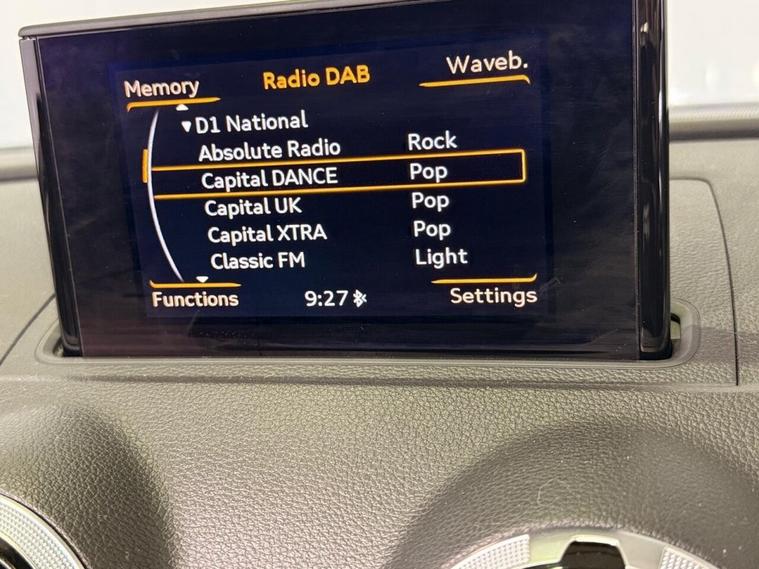 Memory Radio DAB Waveb.
D1 National
Absolute Radio Rock
Capital DANCE Pop
Capital UK Pop
Capital XTRA Pop
Classic FM Light
Functions 9:27 Settings